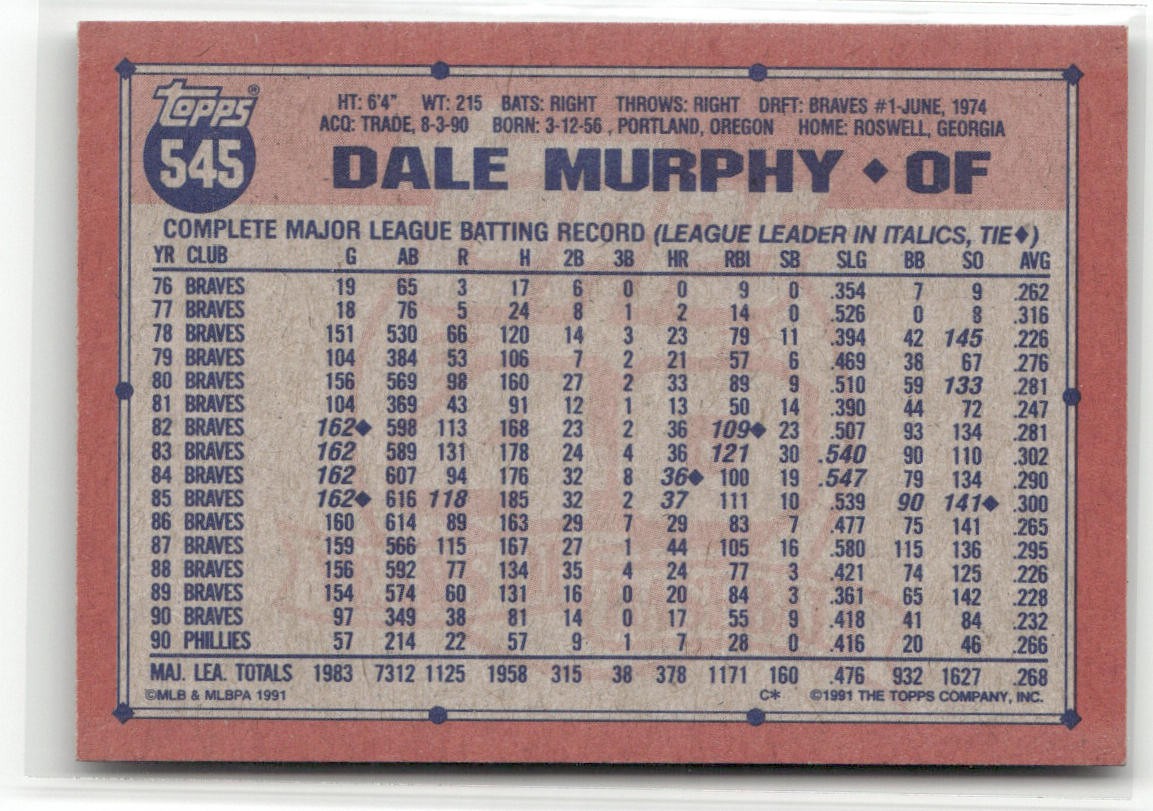 topps®
545
HT: 6'4" WT: 215 BATS: RIGHT THROWS: RIGHT DRFT: BRAVES #1-JUNE, 1974
ACQ: TRADE, 8-3-90 BORN: 3-12-56 , PORTLAND, OREGON HOME: ROSWELL, GEORGIA
DALE MURPHY ◆ OF
COMPLETE MAJOR LEAGUE BATTING RECORD (LEAGUE LEADER IN ITALICS, TIE◆)
YR CLUB G AB R H 2B 3B HR RBI SB SLG BB SO AVG
76 BRAVES 19 65 3 17 6 0 0 9 0 .354 7 9 .262
77 BRAVES 18 76 5 24 8 1 2 14 0 .526 0 8 .316
78 BRAVES 151 530 66 120 14 3 23 79 11 .394 42 145 .226
79 BRAVES 104 384 53 106 7 2 21 57 6 .469 38 67 .276
80 BRAVES 156 569 98 160 27 2 33 89 9 .510 59 133 .281
81 BRAVES 104 369 43 91 12 1 13 50 14 .390 44 72 .247
82 BRAVES 162◆ 598 113 168 23 2 36 109◆ 23 .507 93 134 .281
83 BRAVES 162 589 131 178 24 4 36 121 30 .540 90 110 .302
84 BRAVES 162 607 94 176 32 8 36◆ 100 19 .547 79 134 .290
85 BRAVES 162◆ 616 118 185 32 2 37 111 10 .539 90 141◆ .300
86 BRAVES 160 614 89 163 29 7 29 83 7 .477 75 141 .265
87 BRAVES 159 566 115 167 27 1 44 105 16 .580 115 136 .295
88 BRAVES 156 592 77 134 35 4 24 77 3 .421 74 125 .226
89 BRAVES 154 574 60 131 16 0 20 84 3 .361 65 142 .228
90 BRAVES 97 349 38 81 14 0 17 55 9 .418 41 84 .232
90 PHILLIES 57 214 22 57 9 1 7 28 0 .416 20 46 .266
MAJ. LEA. TOTALS 1983 7312 1125 1958 315 38 378 1171 160 .476 932 1627 .268
©MLB & MLBPA 1991 C* ©1991 THE TOPPS COMPANY, INC.